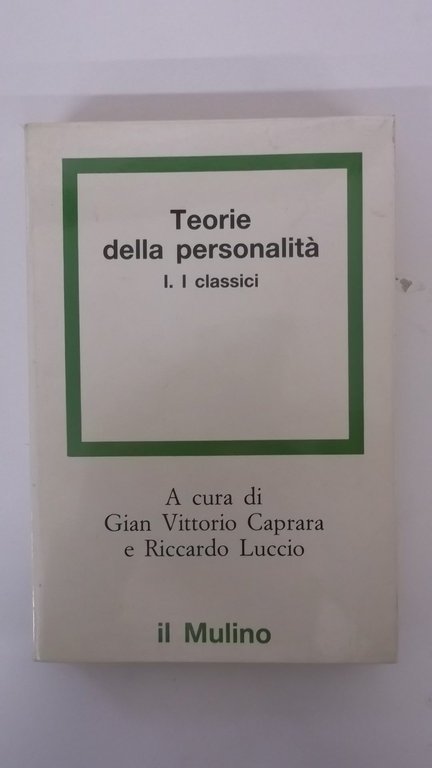 Teorie
della personalità
I. I classici
A cura di
Gian Vittorio Caprara
e Riccardo Luccio
il Mulino